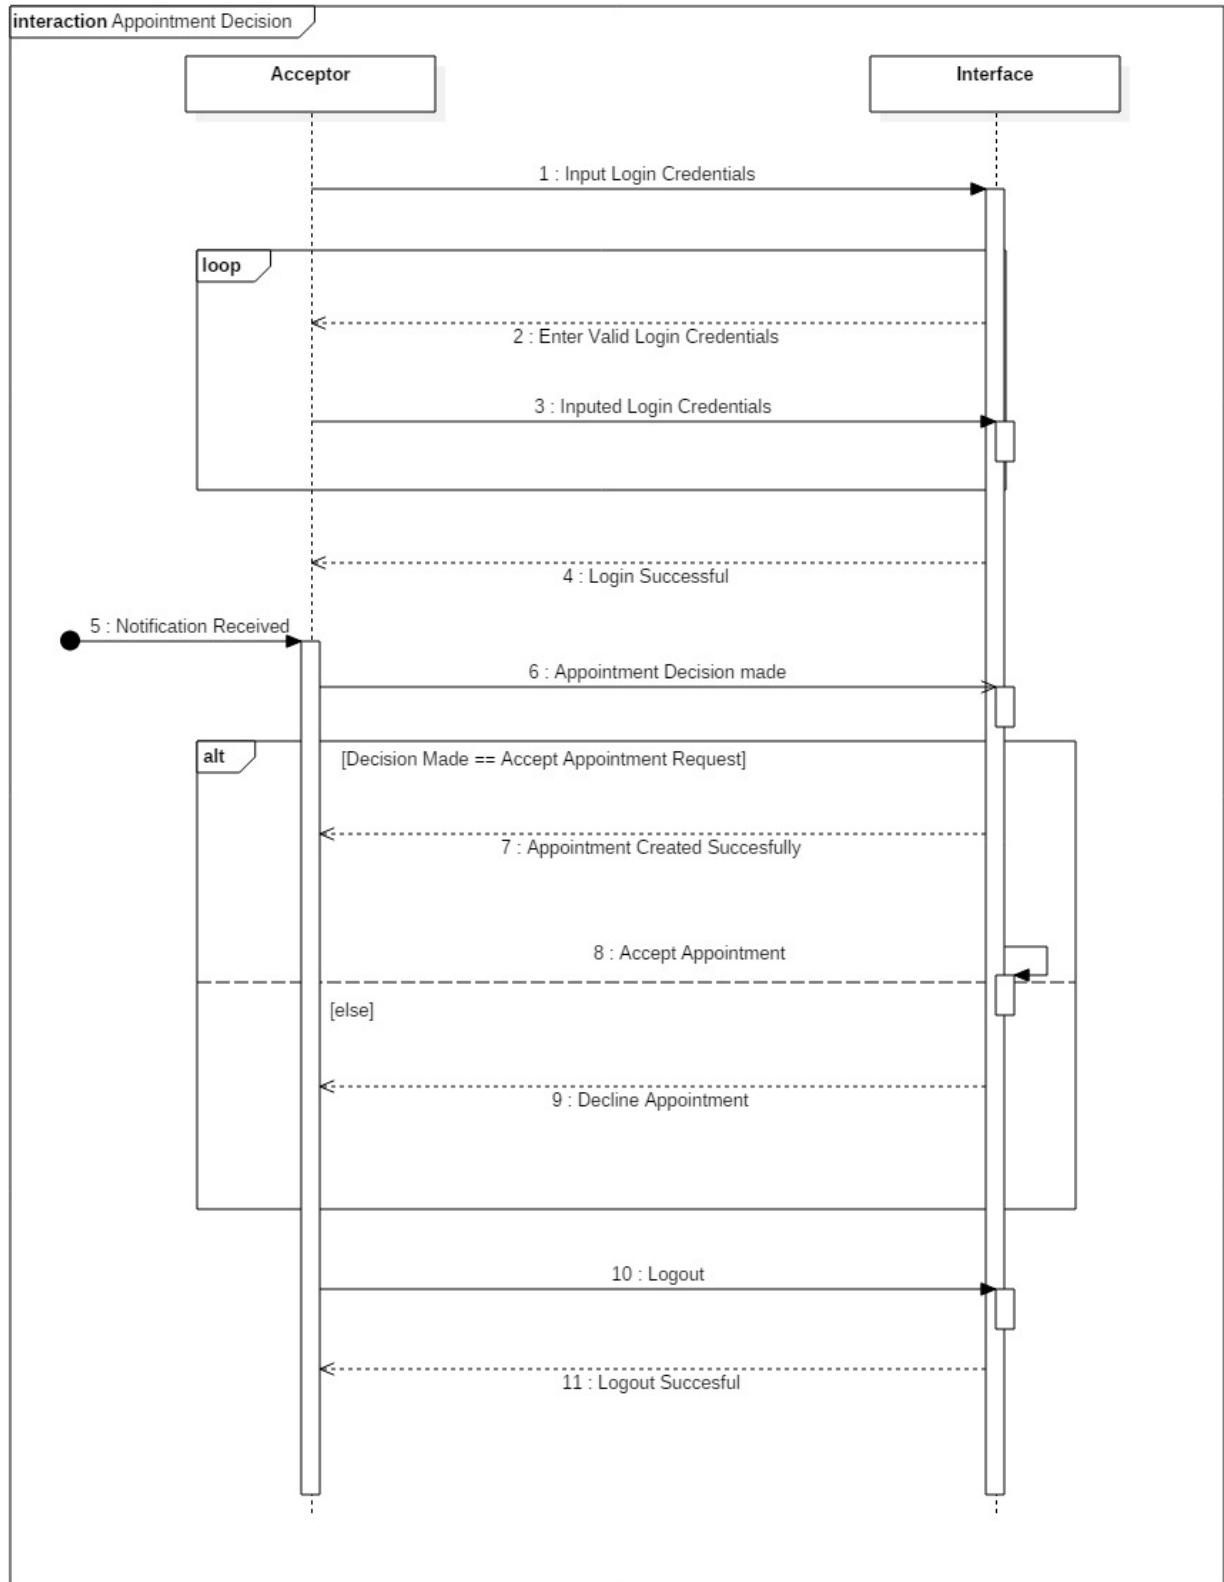 interaction Appointment Decision
Acceptor
Interface
1 : Input Login Credentials
loop
2 : Enter Valid Login Credentials
3 : Inputed Login Credentials
4 : Login Successful
5 : Notification Received
6 : Appointment Decision made
alt
[Decision Made == Accept Appointment Request]
7 : Appointment Created Succesfully
8 : Accept Appointment
[else]
9 : Decline Appointment
10 : Logout
11 : Logout Succesful